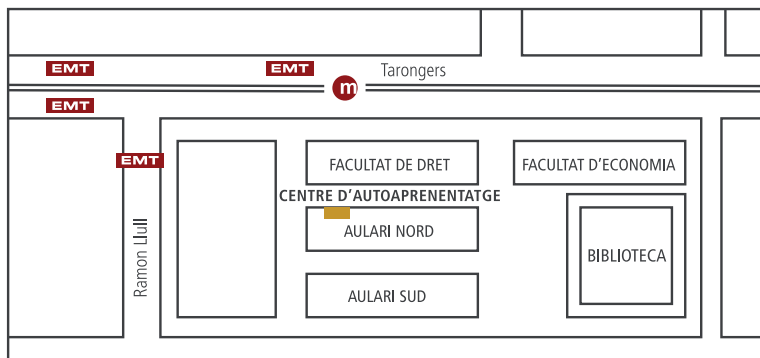 EMT
EMT
Tarongers
m
EMT
EMT
FACULTAT DE DRET
FACULTAT D'ECONOMIA
CENTRE D'AUTOAPRENENTATGE
AULARI NORD
Ramon Llull
BIBLIOTECA
AULARI SUD